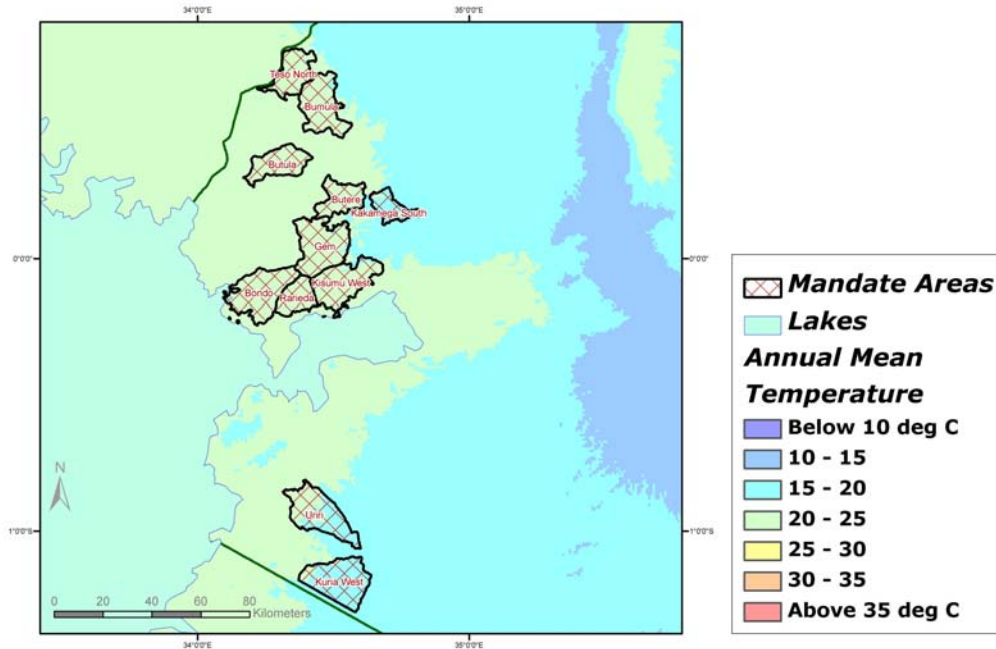 34°0'0"E
35°0'0"E
Teso North
Bumula
Butula
Butere
Kakamega South
Gem
0°0'0"
0°0'0"
Kisumu West
Bondo
Rarieda
N
Uriri
1°0'0"S
1°0'0"S
Kuria West
0
20
40
60
80
Kilometers
34°0'0"E
35°0'0"E
Mandate Areas
Lakes
Annual Mean
Temperature
Below 10 deg C
10 - 15
15 - 20
20 - 25
25 - 30
30 - 35
Above 35 deg C